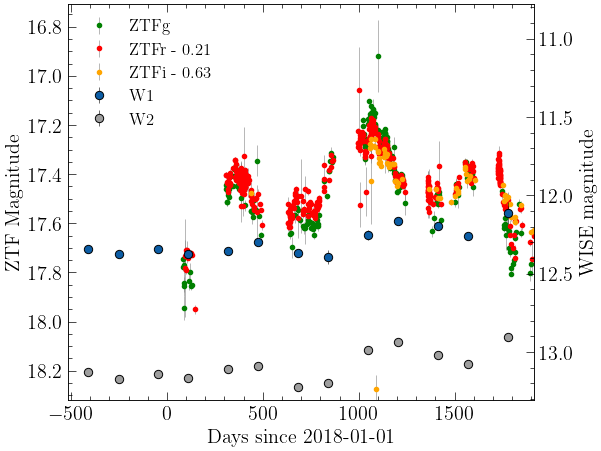 ZTFg
ZTFr - 0.21
ZTFi - 0.63
W1
W2
16.8
17.0
17.2
17.4
17.6
17.8
18.0
18.2
ZTF Magnitude
11.0
11.5
12.0
12.5
13.0
WISE magnitude
−500
0
500
1000
1500
Days since 2018-01-01